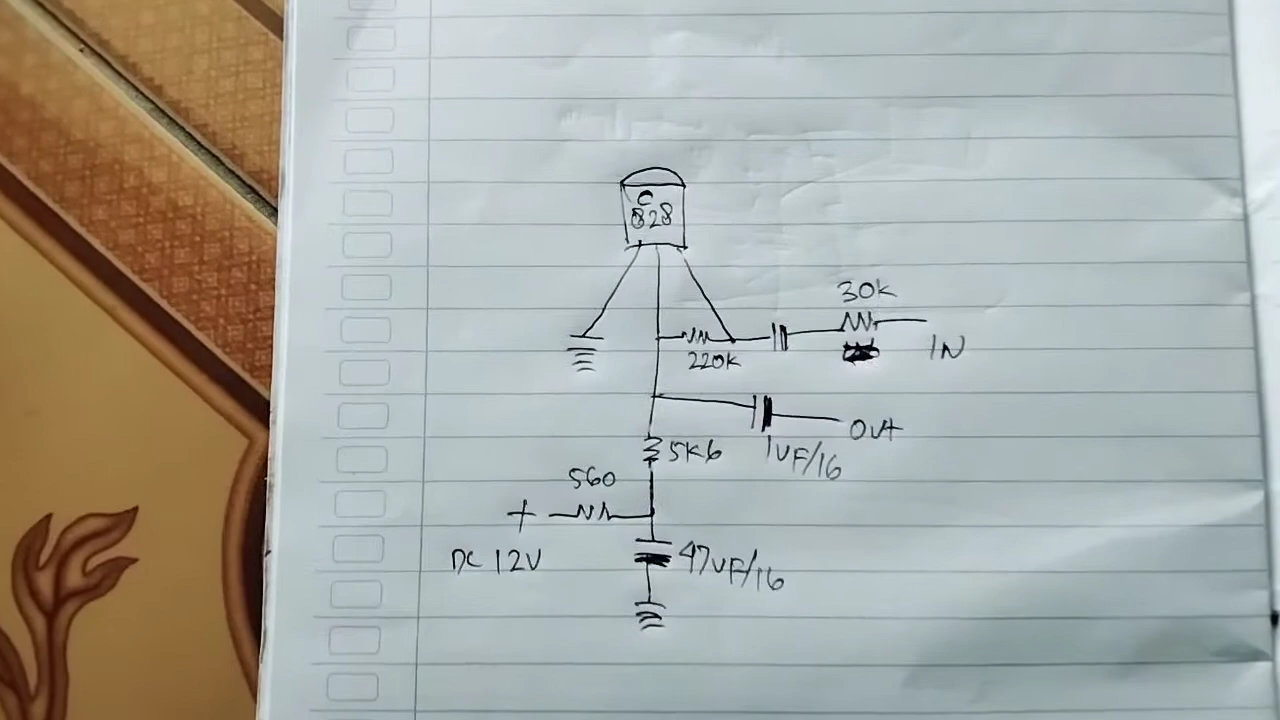 C
828
30k
220k
IN
OUT
1UF/16
5K6
560
+
DC 12V
47UF/16